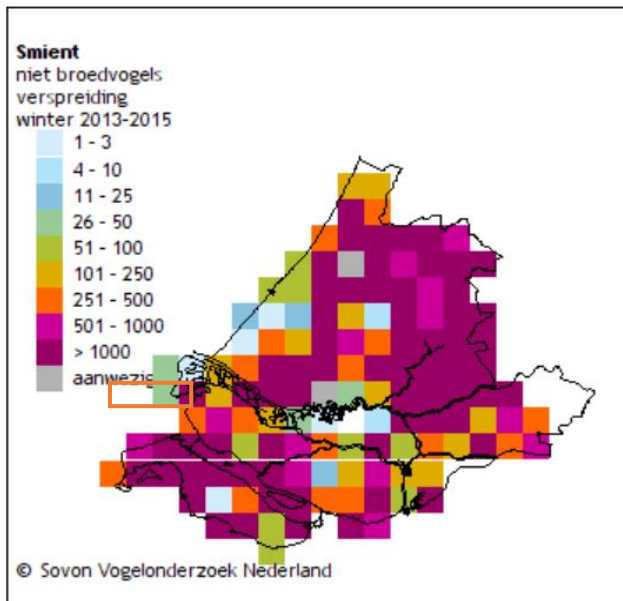 Smient
niet broedvogels
verspreiding
winter 2013-2015
1 - 3
4 - 10
11 - 25
26 - 50
51 - 100
101 - 250
251 - 500
501 - 1000
> 1000
aanwezig
© Sovon Vogelonderzoek Nederland